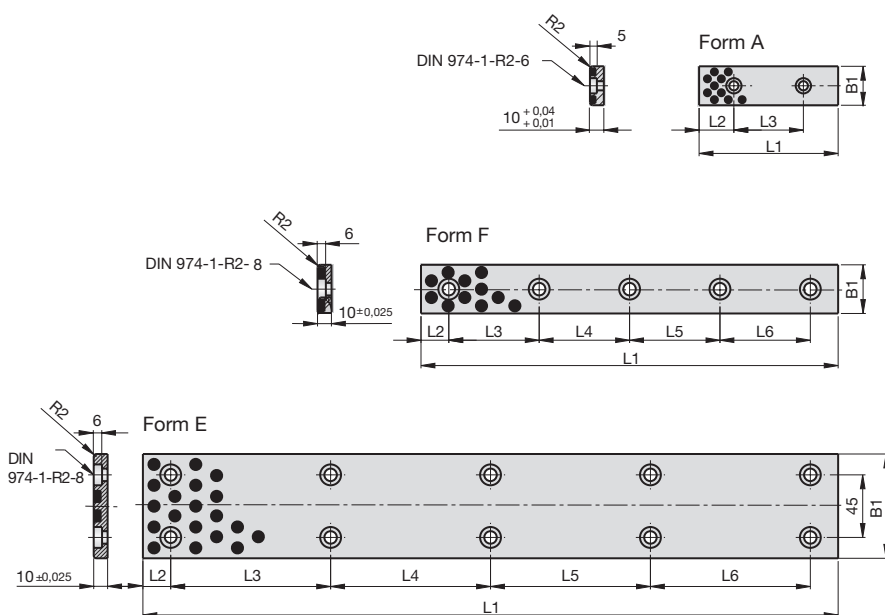 Form A
R2
5
DIN 974-1-R2-6
10 + 0,04
+ 0,01
B1
L2
L3
L1
Form F
R2
6
DIN 974-1-R2- 8
10±0,025
B1
L2
L3
L4
L5
L6
L1
Form E
R2
6
DIN
974-1-R2-8
45
B1
10 ±0,025
L2
L3
L4
L5
L6
L1